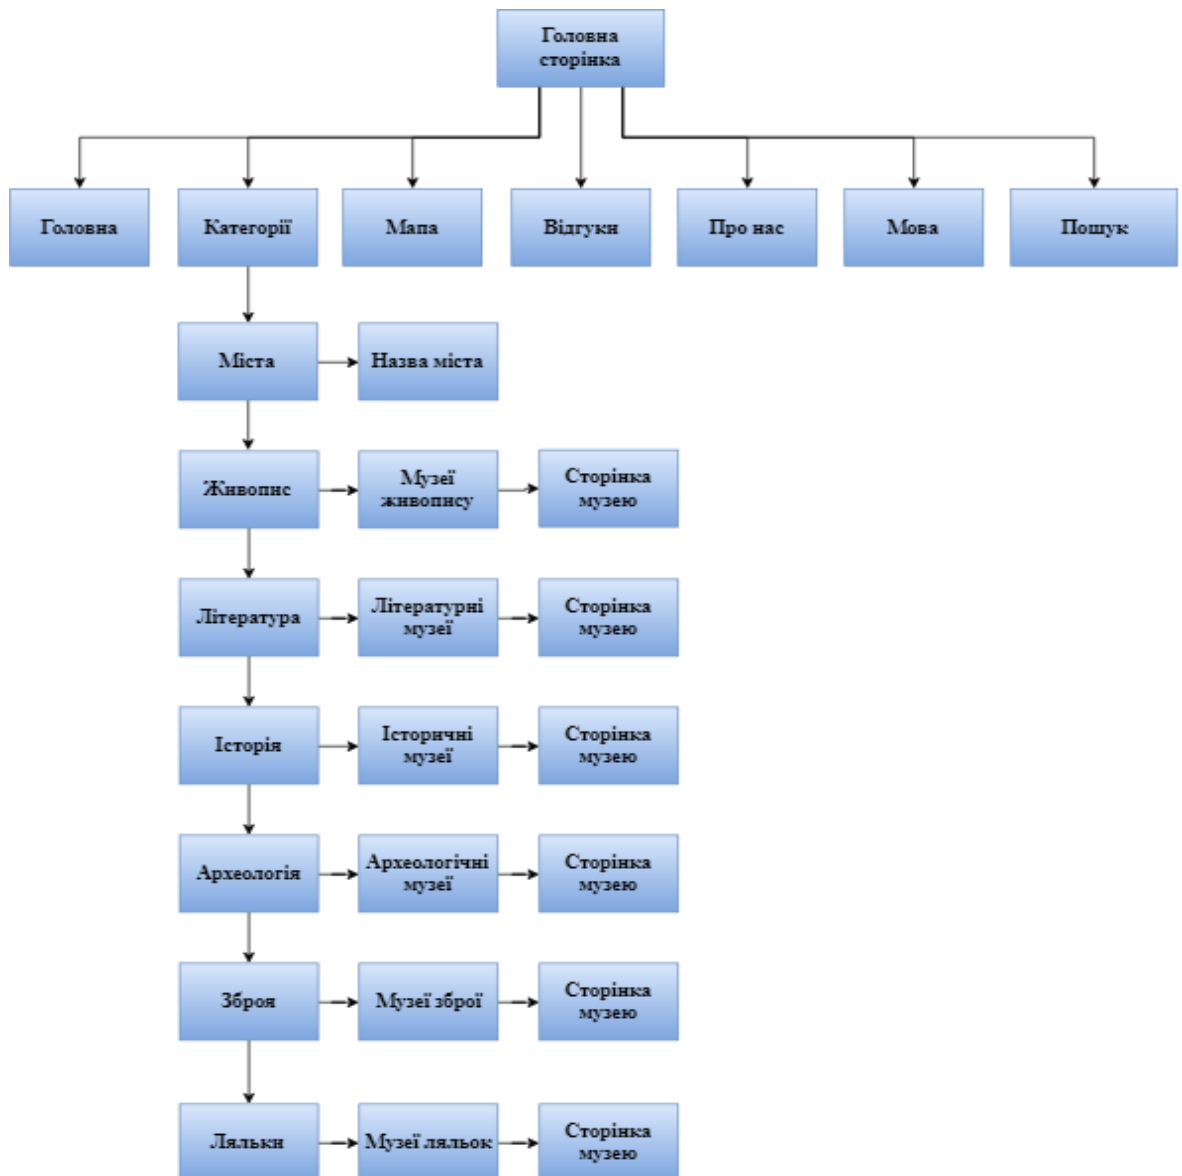 Головна
сторінка
Головна
Категорії
Мапа
Відгуки
Про нас
Мова
Пошук
Міста
Назва міста
Живопис
Музеї
живопису
Сторінка
музею
Література
Літературні
музеї
Сторінка
музею
Історія
Історичні
музеї
Сторінка
музею
Археологія
Археологічні
музеї
Сторінка
музею
Зброя
Музеї зброї
Сторінка
музею
Ляльки
Музеї ляльок
Сторінка
музею